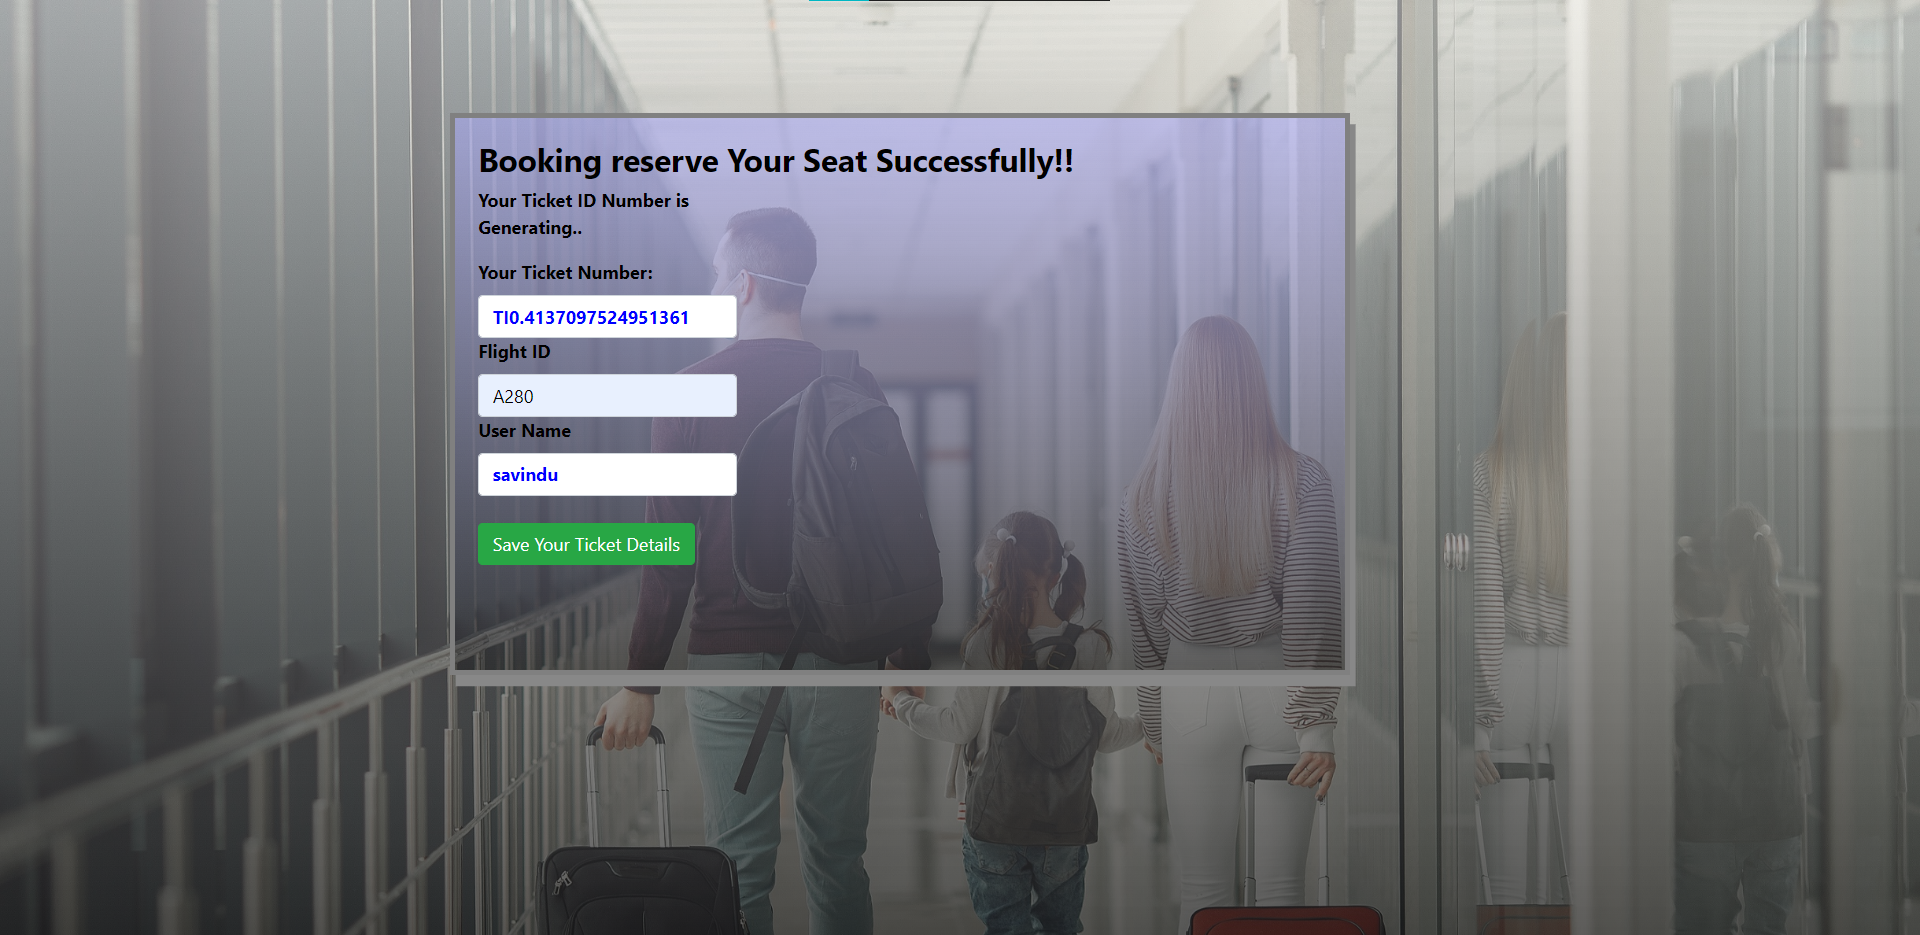 Booking reserve Your Seat Successfully!!
Your Ticket ID Number is
Generating..
Your Ticket Number:
TI0.4137097524951361
Flight ID
A280
User Name
savindu
Save Your Ticket Details